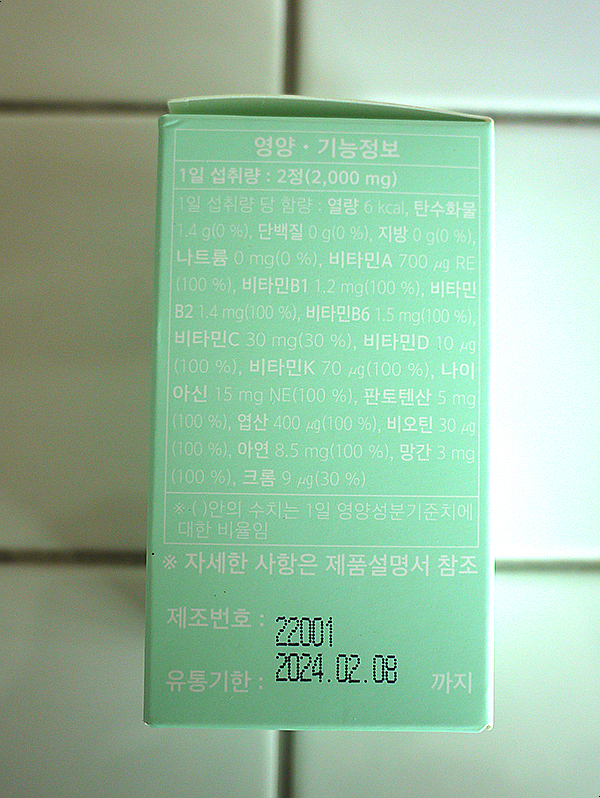 영양·기능정보
1일 섭취량 : 2정(2,000 mg)
1일 섭취량 당 함량 : 열량 6 kcal, 탄수화물
1.4 g(0 %), 단백질 0 g(0 %), 지방 0 g(0 %),
나트륨 0 mg(0 %), 비타민A 700 ㎍ RE
(100 %), 비타민B1 1.2 mg(100 %), 비타민
B2 1.4 mg(100 %), 비타민B6 1.5 mg(100 %),
비타민C 30 mg(30 %), 비타민D 10 ㎍
(100 %), 비타민K 70 ㎍(100 %), 나이
아신 15 mg NE(100 %), 판토텐산 5 mg
(100 %), 엽산 400 ㎍(100 %), 비오틴 30 ㎍
(100 %), 아연 8.5 mg(100 %), 망간 3 mg
(100 %), 크롬 9 ㎍(30 %)
※ ( )안의 수치는 1일 영양성분기준치에
대한 비율임
※ 자세한 사항은 제품설명서 참조
제조번호 : 22001
유통기한 : 2024.02.08 까지